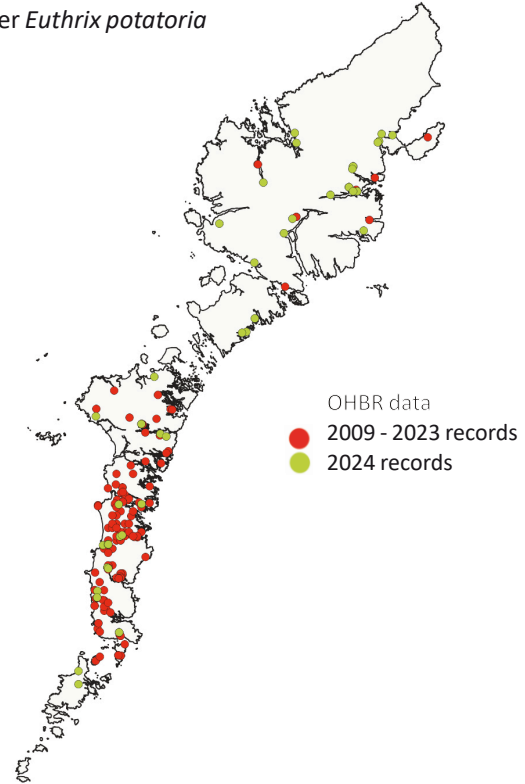 er Euthrix potatoria
OHBR data
2009 - 2023 records
2024 records